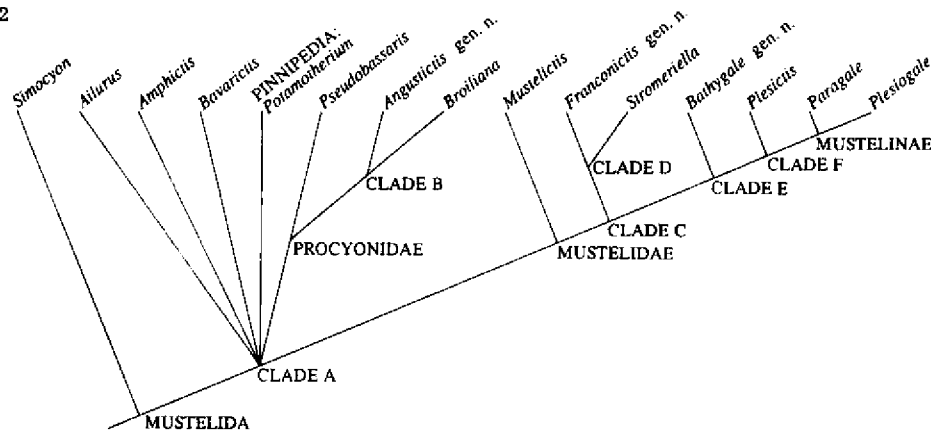 2
Simocyon
Ailurus
Amphictis
Bavarictis
PINNIPEDIA:
Potamotherium
Pseudobassaris
Angustictis gen. n.
Broiliana
Mustelictis
Franconictis gen. n.
Stromeriella
Bathygale gen. n.
Plesictis
Paragale
Plesiogale
MUSTELINAE
CLADE F
CLADE D
CLADE E
CLADE B
CLADE C
PROCYONIDAE
MUSTELIDAE
CLADE A
MUSTELIDA